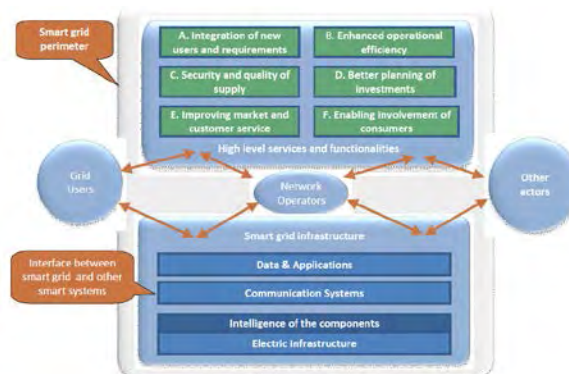 Smart grid
perimeter
A. Integration of new
users and requirements
B. Enhanced operational
efficiency
C. Security and quality of
supply
D. Better planning of
investments
E. Improving market and
customer service
F. Enabling involvement of
consumers
High level services and functionalities
Grid
Users
Network
Operators
Other
actors
Smart grid infrastructure
Interface between
smart grid and other
smart systems
Data & Applications
Communication Systems
Intelligence of the components
Electric Infrastructure